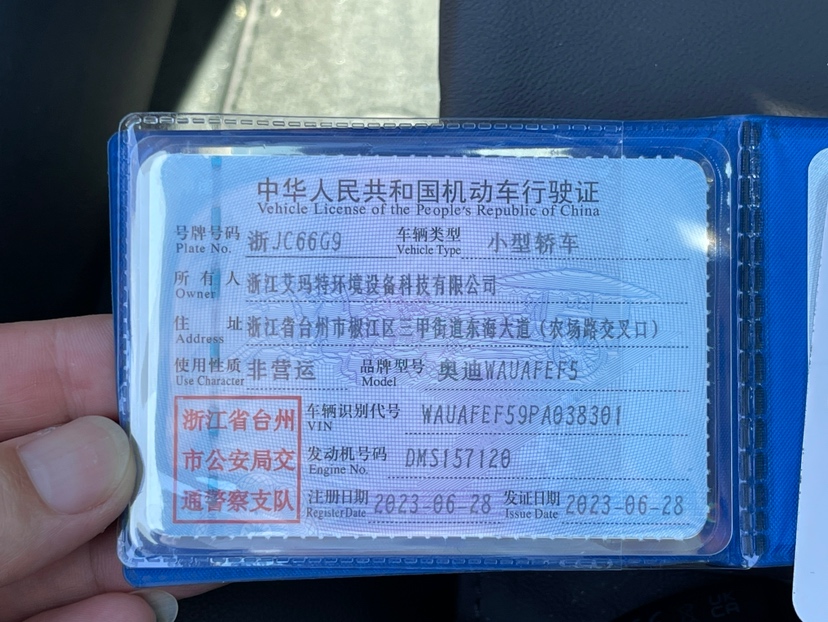 中华人民共和国机动车行驶证
Vehicle License of the People's Republic of China
号牌号码 浙JC66G9 车辆类型 小型轿车
Plate No. Vehicle Type
所有人 浙江艾玛特环境设备科技有限公司
Owner
住址 浙江省台州市椒江区三甲街道东海大道（农场路交叉口）
Address
使用性质 非营运 品牌型号 奥迪WAUAFEF5
Use Character Model
浙江省台州
市公安局交
通警察支队
车辆识别代号 WAUAFEF59PA038301
VIN
发动机号码 DMS157120
Engine No.
注册日期 2023-06-28 发证日期 2023-06-28
Register Date Issue Date